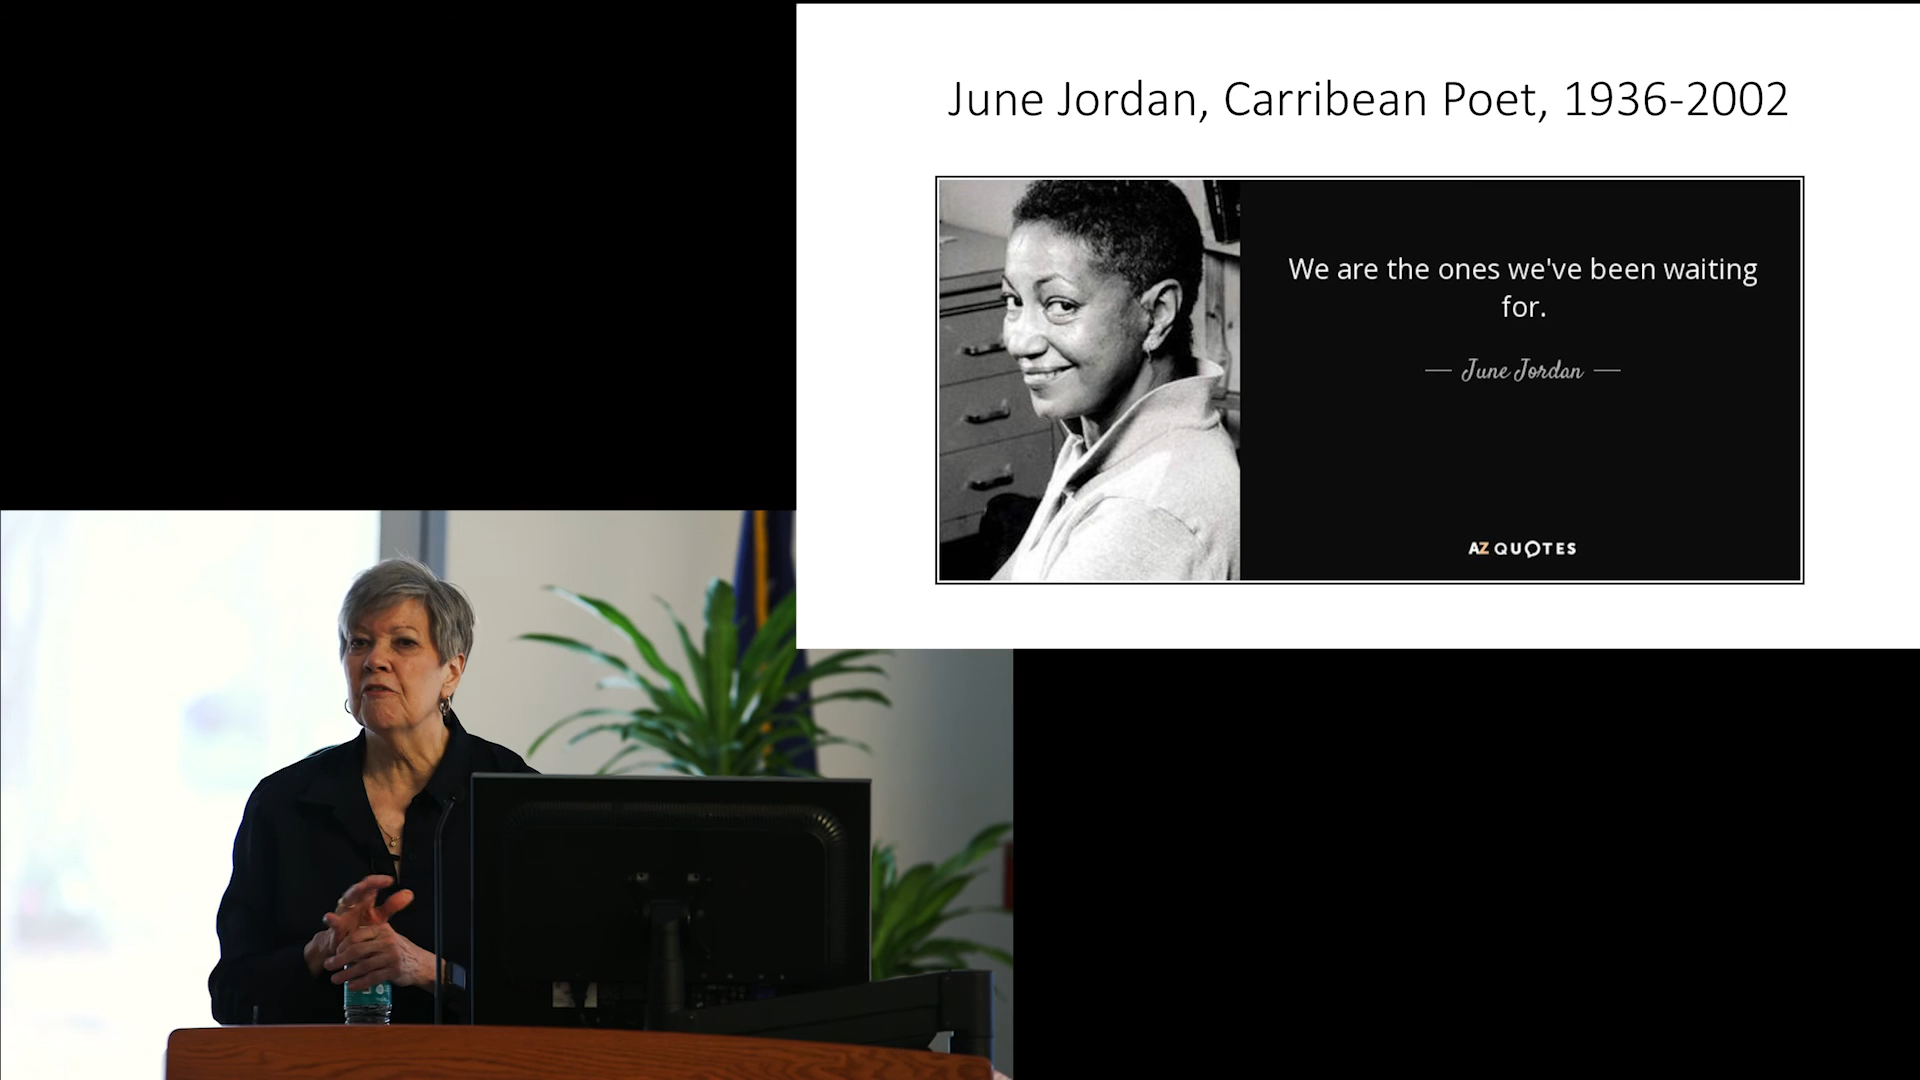 June Jordan, Carribean Poet, 1936-2002
We are the ones we've been waiting
for.
— June Jordan —
AZ QUOTES